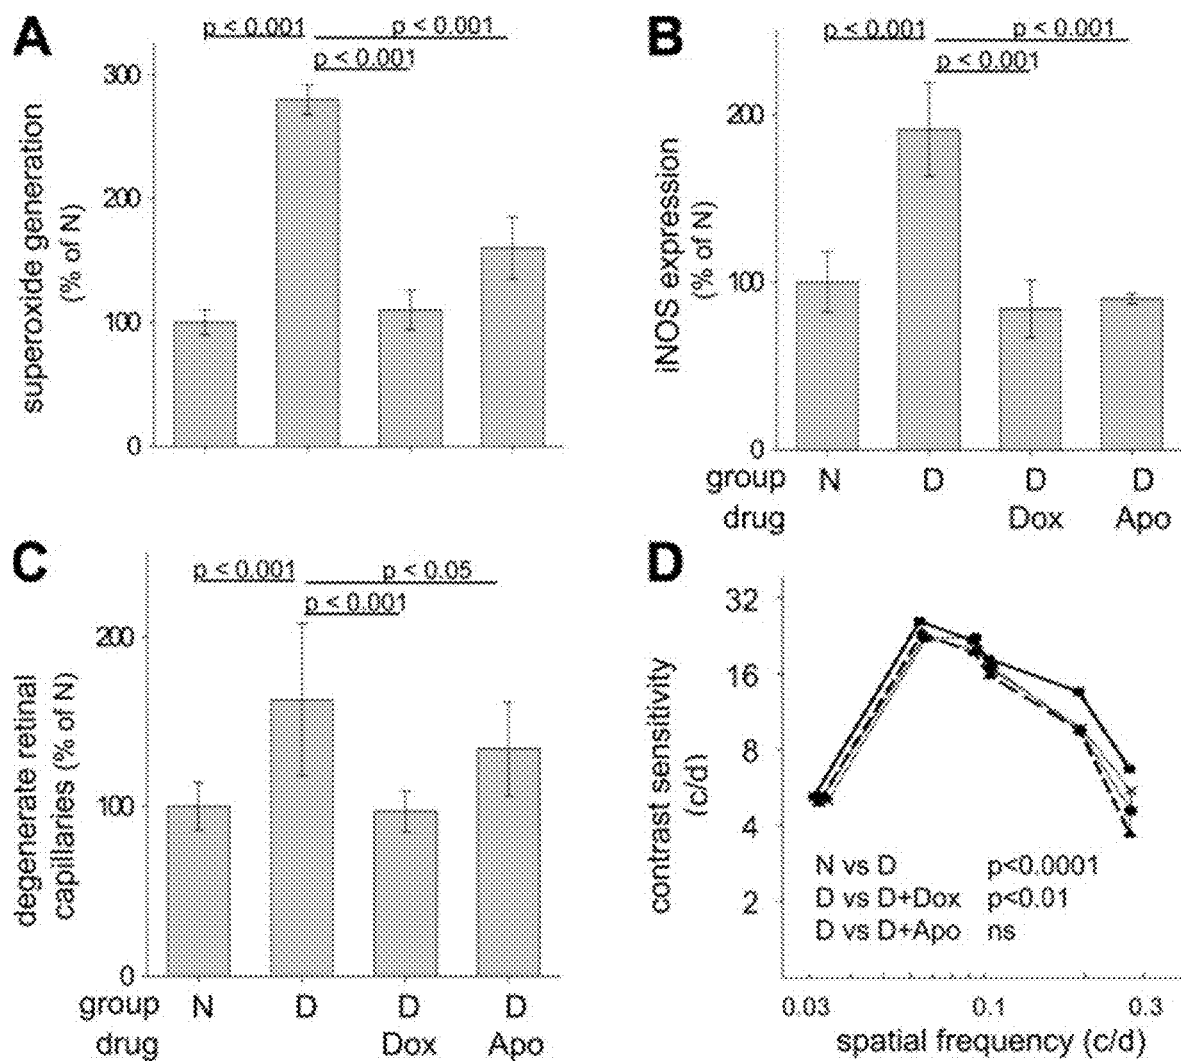 A
p < 0.001
p < 0.001
p < 0.001
superoxide generation
(% of N)
300
200
100
0
B
p < 0.001
p < 0.001
p < 0.001
iNOS expression
(% of N)
200
100
0
group N D D D
drug Dox Apo
C
p < 0.001
p < 0.05
p < 0.001
degenerate retinal
capillaries (% of N)
200
100
0
group N D D D
drug Dox Apo
D
contrast sensitivity
(c/d)
32
16
8
4
2
N vs D p<0.0001
D vs D+Dox p<0.01
D vs D+Apo ns
0.03 0.1 0.3
spatial frequency (c/d)